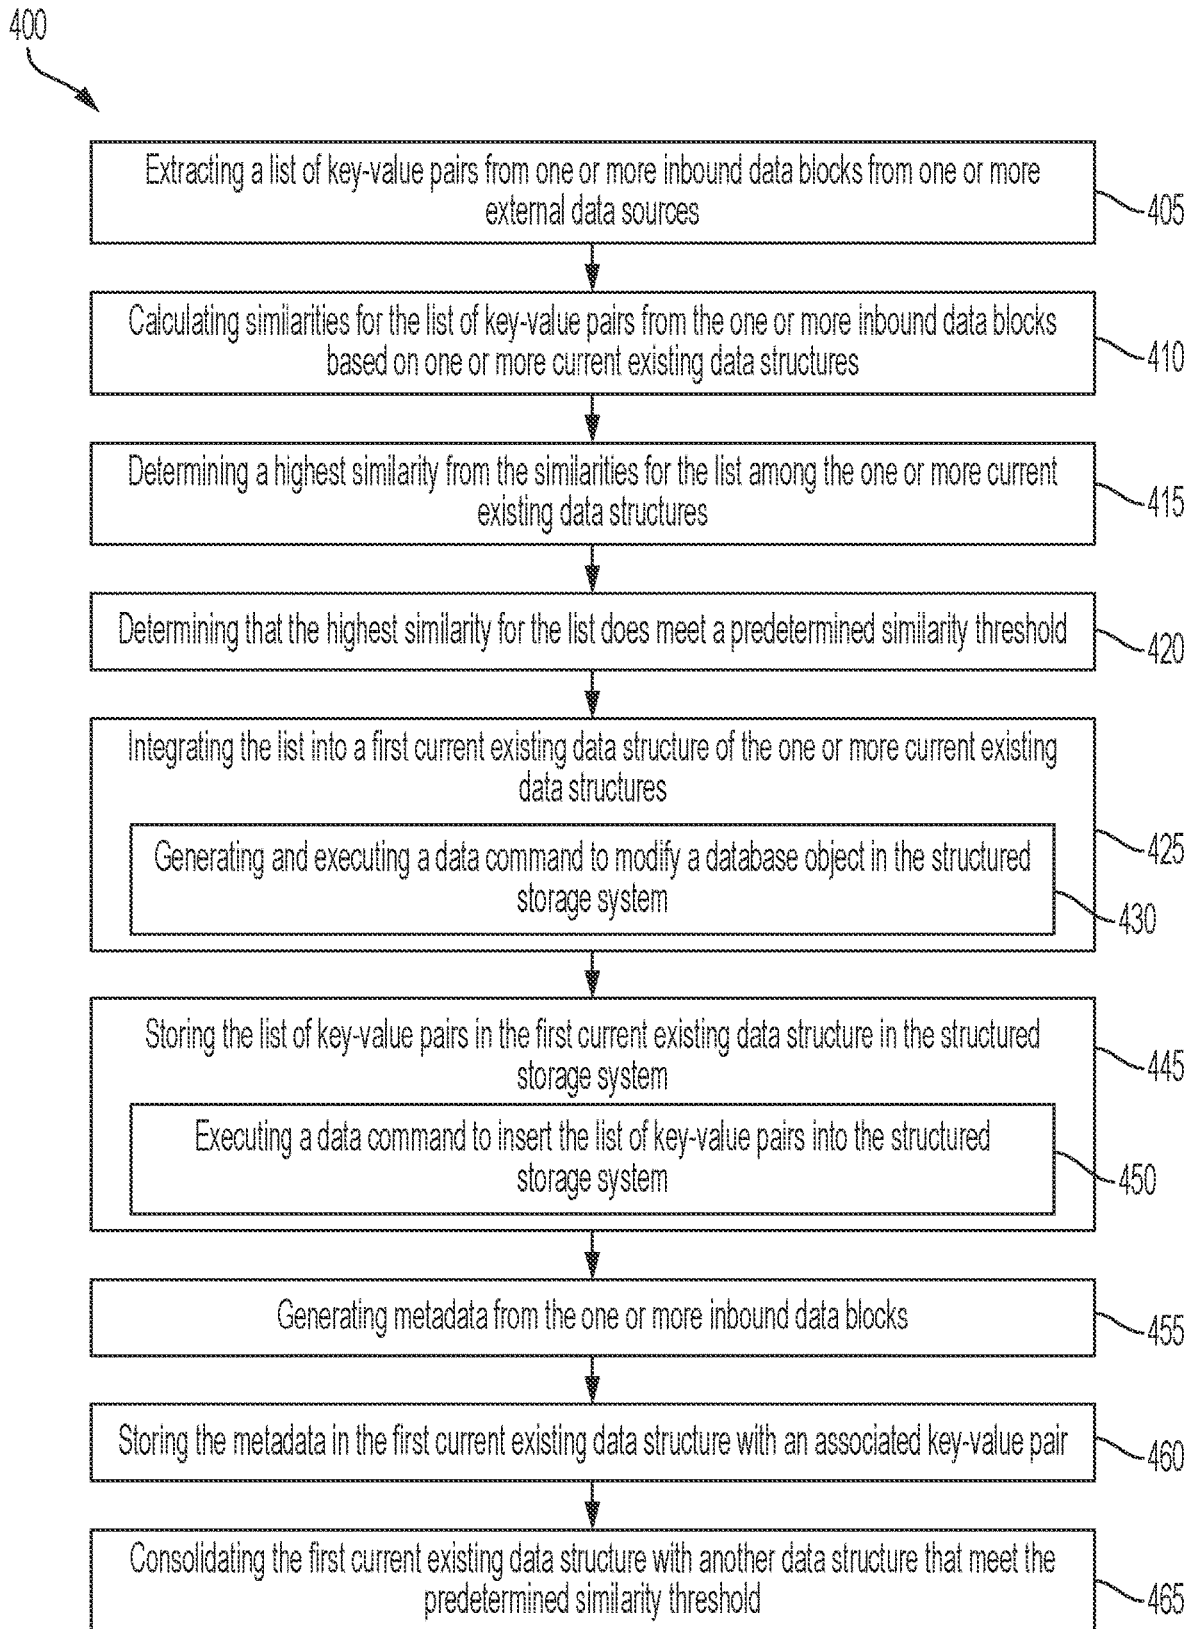 400
Extracting a list of key-value pairs from one or more inbound data blocks from one or more
external data sources
405
Calculating similarities for the list of key-value pairs from the one or more inbound data blocks
based on one or more current existing data structures
410
Determining a highest similarity from the similarities for the list among the one or more current
existing data structures
415
Determining that the highest similarity for the list does meet a predetermined similarity threshold
420
Integrating the list into a first current existing data structure of the one or more current existing
data structures
425
Generating and executing a data command to modify a database object in the structured
storage system
430
Storing the list of key-value pairs in the first current existing data structure in the structured
storage system
445
Executing a data command to insert the list of key-value pairs into the structured
storage system
450
Generating metadata from the one or more inbound data blocks
455
Storing the metadata in the first current existing data structure with an associated key-value pair
460
Consolidating the first current existing data structure with another data structure that meet the
predetermined similarity threshold
465